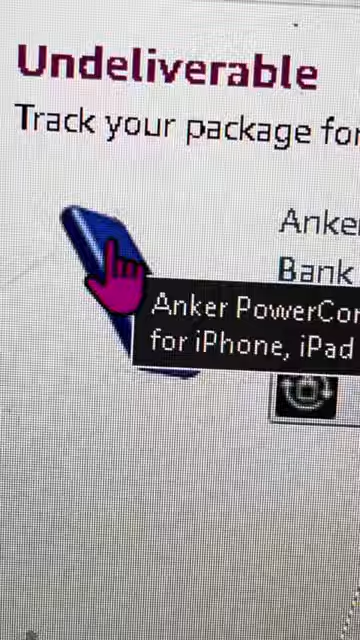 Undeliverable
Track your package for
Anker
Bank
Anker PowerCor
for iPhone, iPad